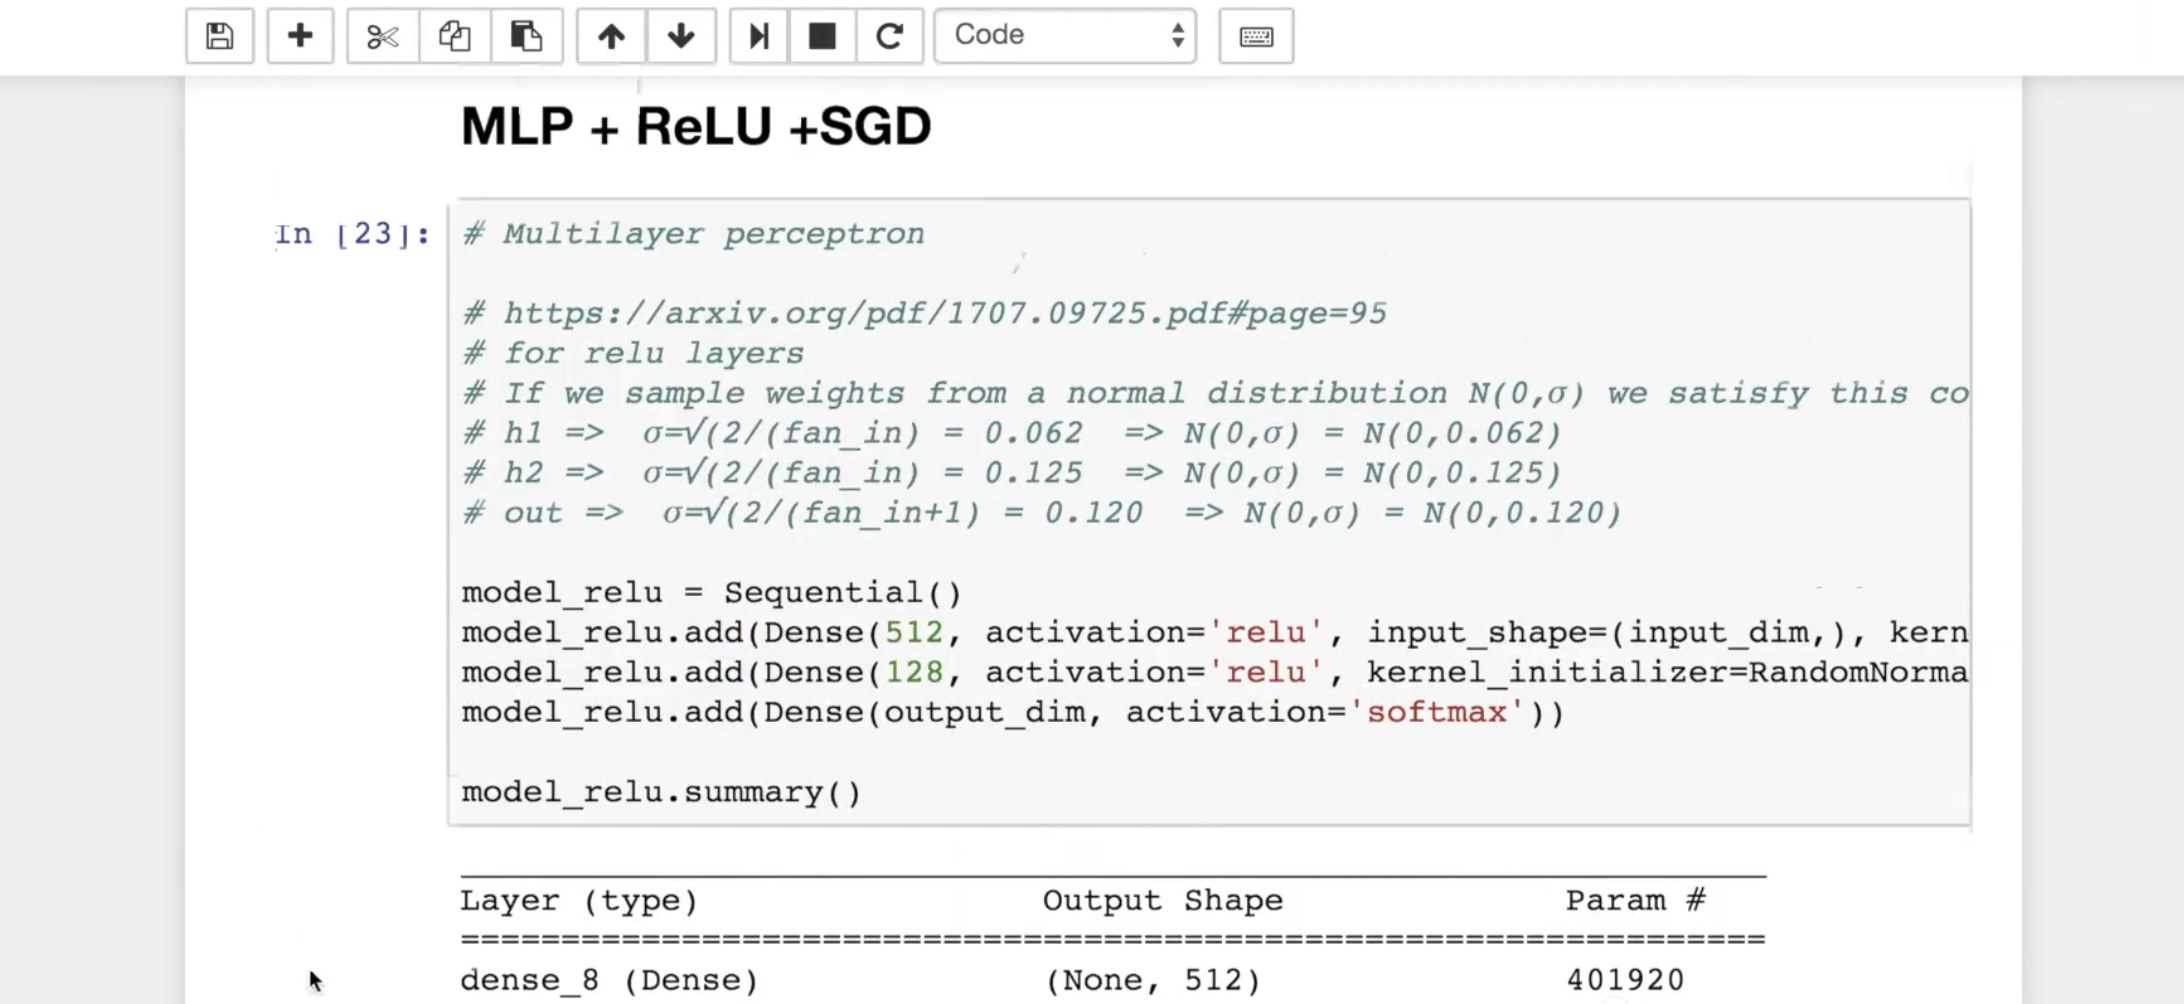 Code
MLP + ReLU +SGD
In [23]:
# Multilayer perceptron
# https://arxiv.org/pdf/1707.09725.pdf#page=95
# for relu layers
# If we sample weights from a normal distribution N(0,σ) we satisfy this co
# h1 =>  σ=√(2/(fan_in) = 0.062  => N(0,σ) = N(0,0.062)
# h2 =>  σ=√(2/(fan_in) = 0.125  => N(0,σ) = N(0,0.125)
# out =>  σ=√(2/(fan_in+1) = 0.120  => N(0,σ) = N(0,0.120)
model_relu = Sequential()
model_relu.add(Dense(512, activation='relu', input_shape=(input_dim,), kern
model_relu.add(Dense(128, activation='relu', kernel_initializer=RandomNorma
model_relu.add(Dense(output_dim, activation='softmax'))
model_relu.summary()
Layer (type) Output Shape Param #
=================================================================
dense_8 (Dense) (None, 512) 401920